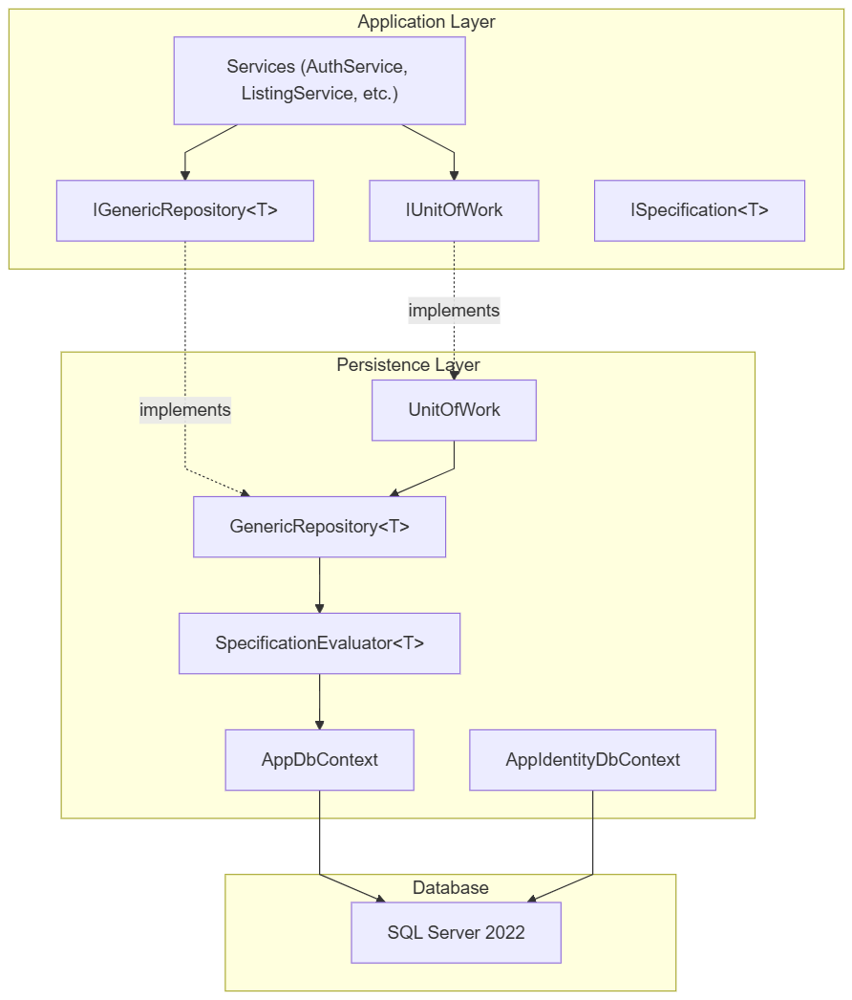 Application Layer
Services (AuthService,
ListingService, etc.)
IGenericRepository<T>
IUnitOfWork
ISpecification<T>
implements
Persistence Layer
UnitOfWork
implements
GenericRepository<T>
SpecificationEvaluator<T>
AppDbContext
AppIdentityDbContext
Database
SQL Server 2022